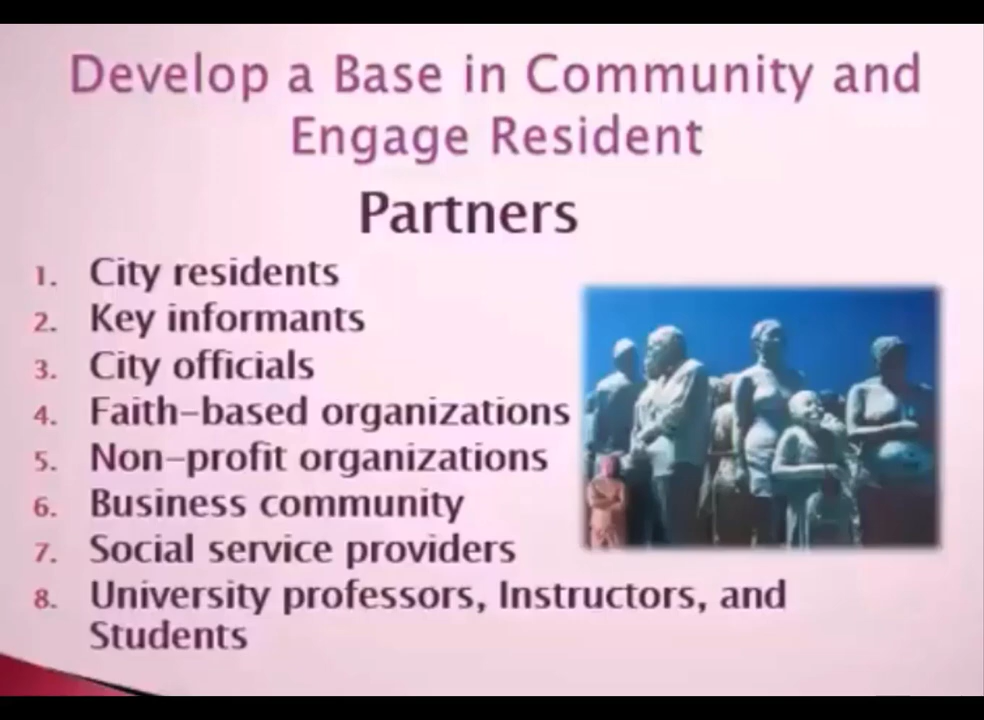 Develop a Base in Community and
Engage Resident
Partners
1. City residents
2. Key informants
3. City officials
4. Faith-based organizations
5. Non-profit organizations
6. Business community
7. Social service providers
8. University professors, Instructors, and
Students